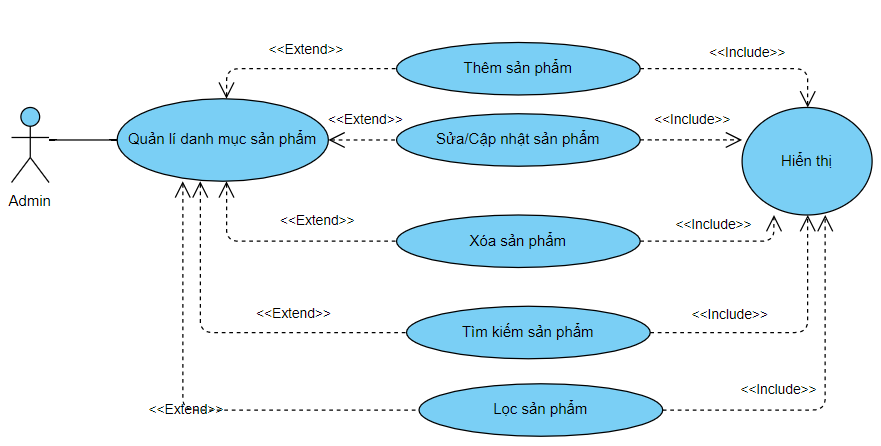 <<Extend>>
Thêm sản phẩm
<<Include>>
Admin
Quản lí danh mục sản phẩm
<<Extend>>
Sửa/Cập nhật sản phẩm
<<Include>>
Hiển thị
<<Extend>>
Xóa sản phẩm
<<Include>>
<<Extend>>
Tìm kiếm sản phẩm
<<Include>>
<<Extend>>
Lọc sản phẩm
<<Include>>